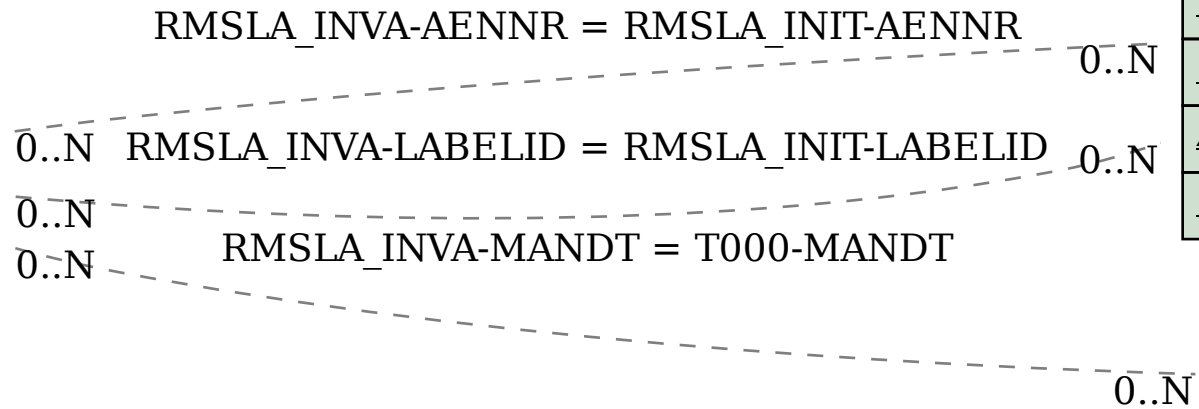 RMSLA_INVA-AENNR = RMSLA_INIT-AENNR
0..N
0..N RMSLA_INVA-LABELID = RMSLA_INIT-LABELID 0..N
0..N
RMSLA_INVA-MANDT = T000-MANDT
0..N
0..N